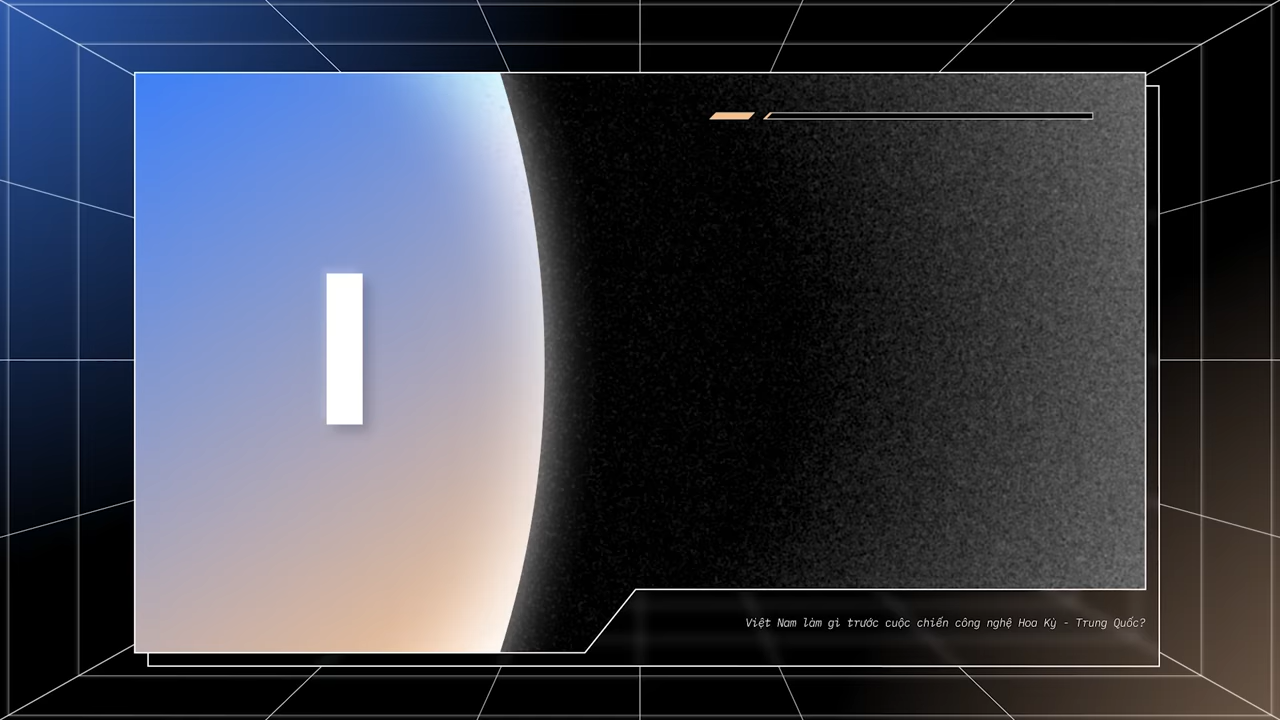 I
Việt Nam làm gì trước cuộc chiến công nghệ Hoa Kỳ - Trung Quốc?